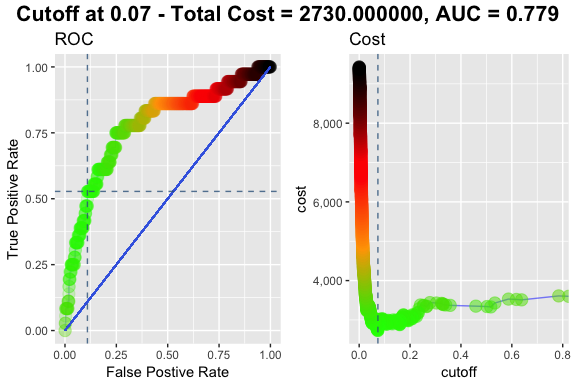 Cutoff at 0.07 - Total Cost = 2730.000000, AUC = 0.779
ROC
1.00
0.75
0.50
0.25
0.00
True Positive Rate
0.00 0.25 0.50 0.75 1.00
False Postive Rate
Cost
8,000
6,000
4,000
cost
0.0 0.2 0.4 0.6 0.8
cutoff